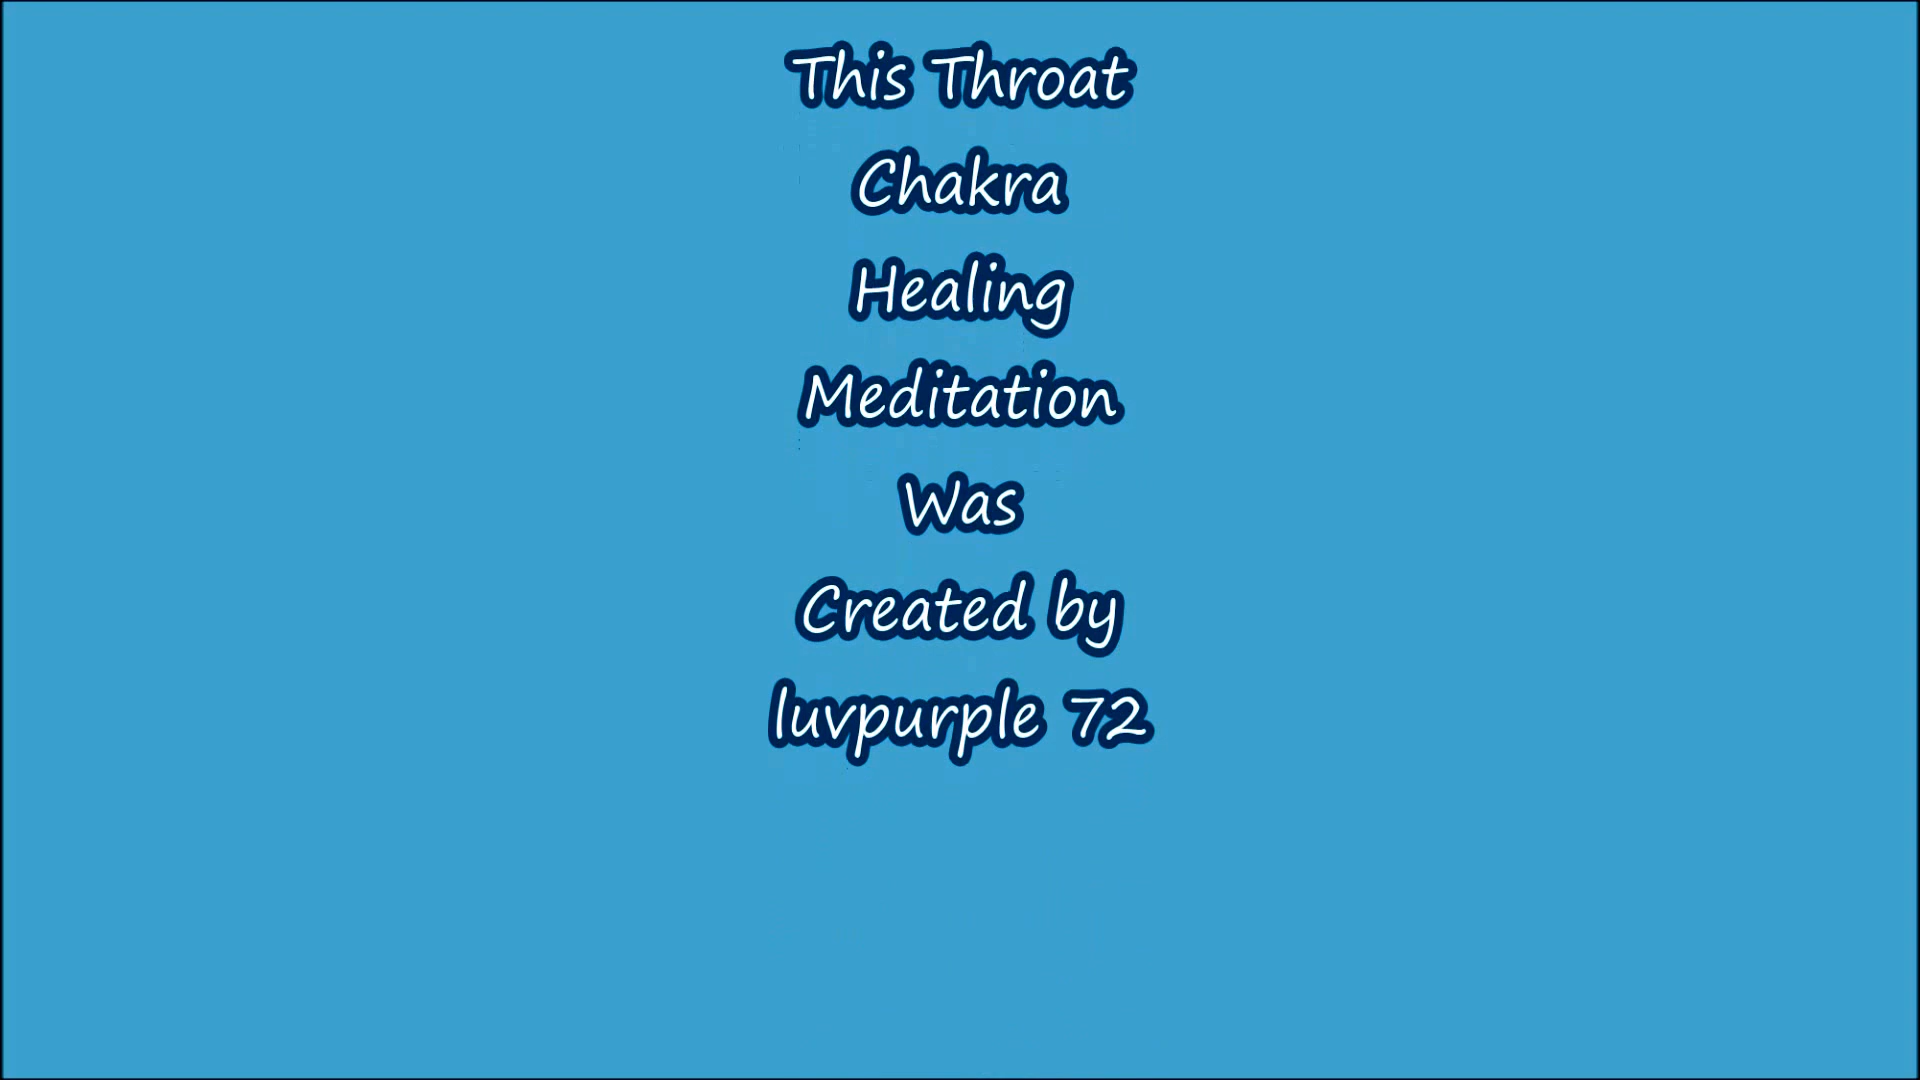 This Throat
Chakra
Healing
Meditation
Was
Created by
luvpurple 72